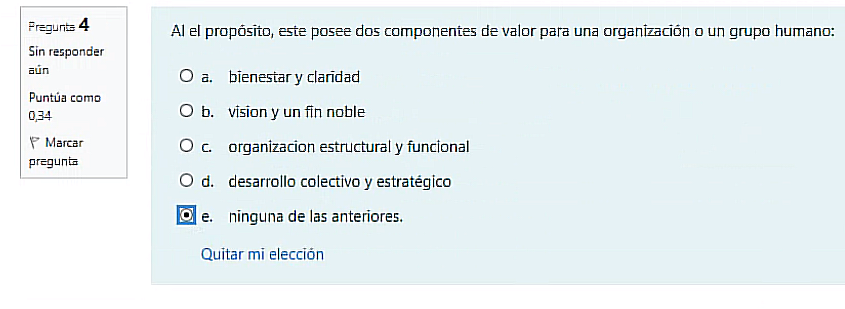 Pregunta 4
Sin responder
aún
Puntúa como
0,34
Marcar
pregunta
Al el propósito, este posee dos componentes de valor para una organización o un grupo humano:
a. bienestar y claridad
b. vision y un fin noble
c. organizacion estructural y funcional
d. desarrollo colectivo y estratégico
e. ninguna de las anteriores.
Quitar mi elección